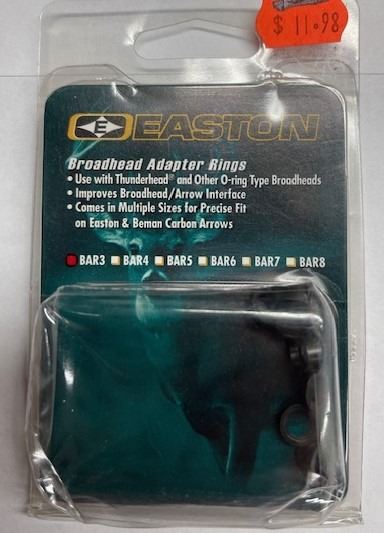 $ 11.98
E EASTON
Broadhead Adapter Rings
• Use with Thunderhead® and Other O-ring Type Broadheads
• Improves Broadhead/Arrow Interface
• Comes in Multiple Sizes for Precise Fit
on Easton & Beman Carbon Arrows
BAR3 BAR4 BAR5 BAR6 BAR7 BAR8